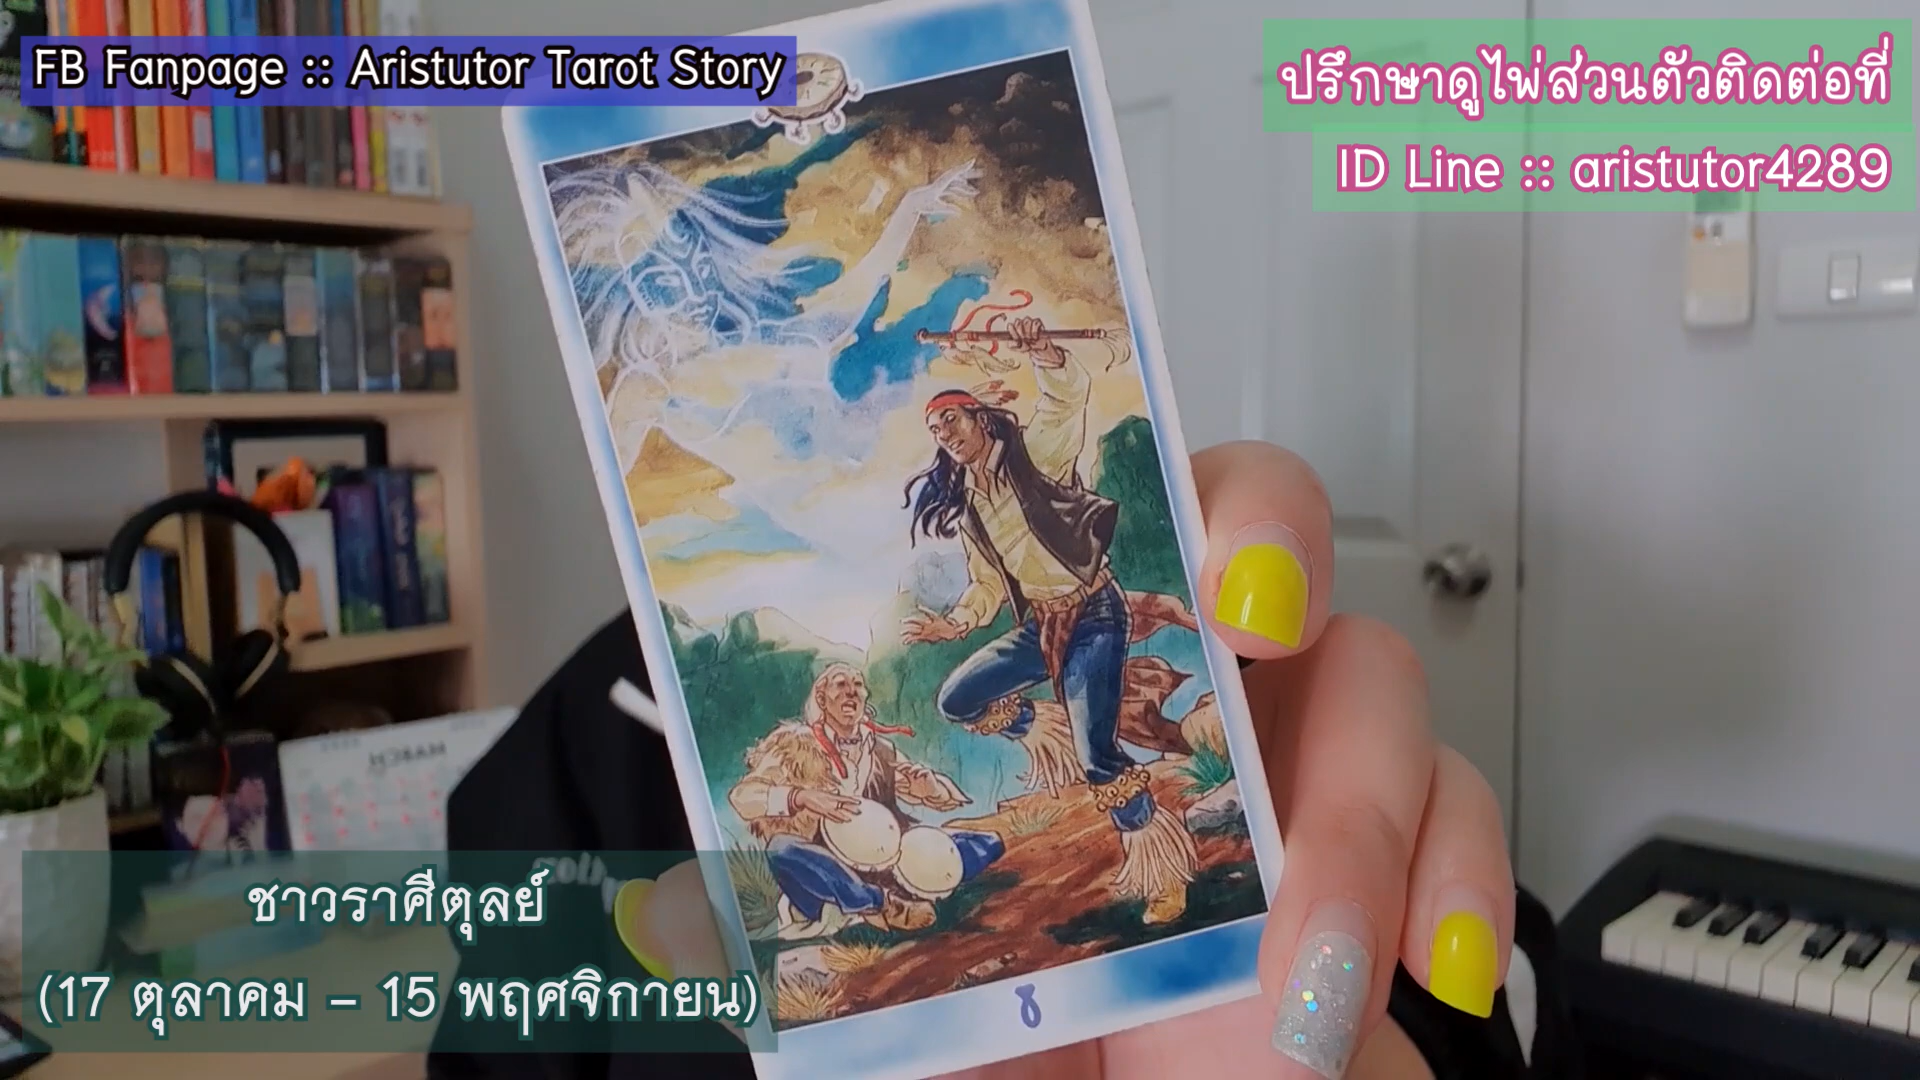 FB Fanpage :: Aristutor Tarot Story
ปรึกษาดูไพ่ส่วนตัวติดต่อที่
ID Line :: aristutor4289
MARCH
8
ชาวราศีตุลย์
(17 ตุลาคม – 15 พฤศจิกายน)